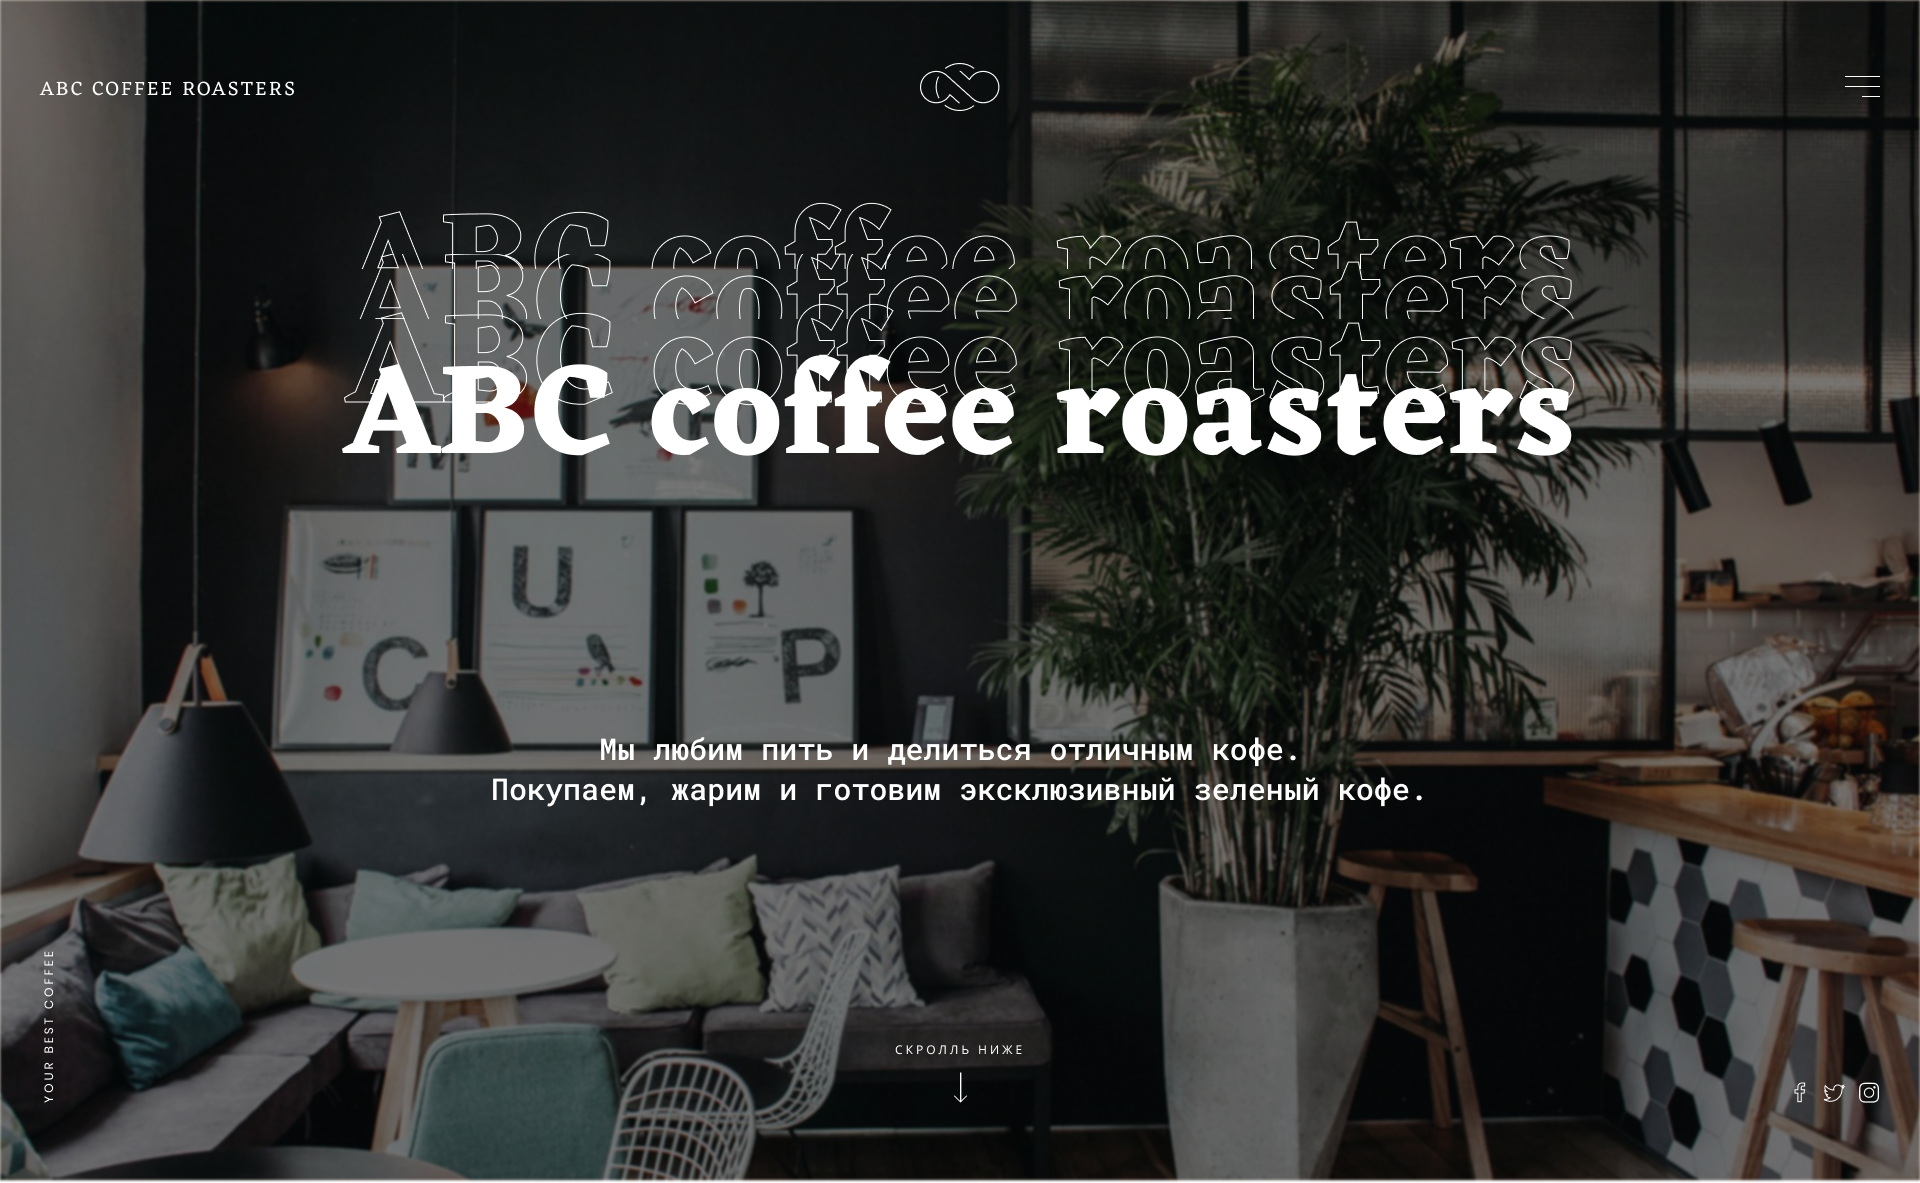 ABC COFFEE ROASTERS
ABC coffee roasters
ABC coffee roasters
ABC coffee roasters
ABC coffee roasters
U
C
P
Мы любим пить и делиться отличным кофе.
Покупаем, жарим и готовим эксклюзивный зеленый кофе.
YOUR BEST COFFEE
СКРОЛЛЬ НИЖЕ